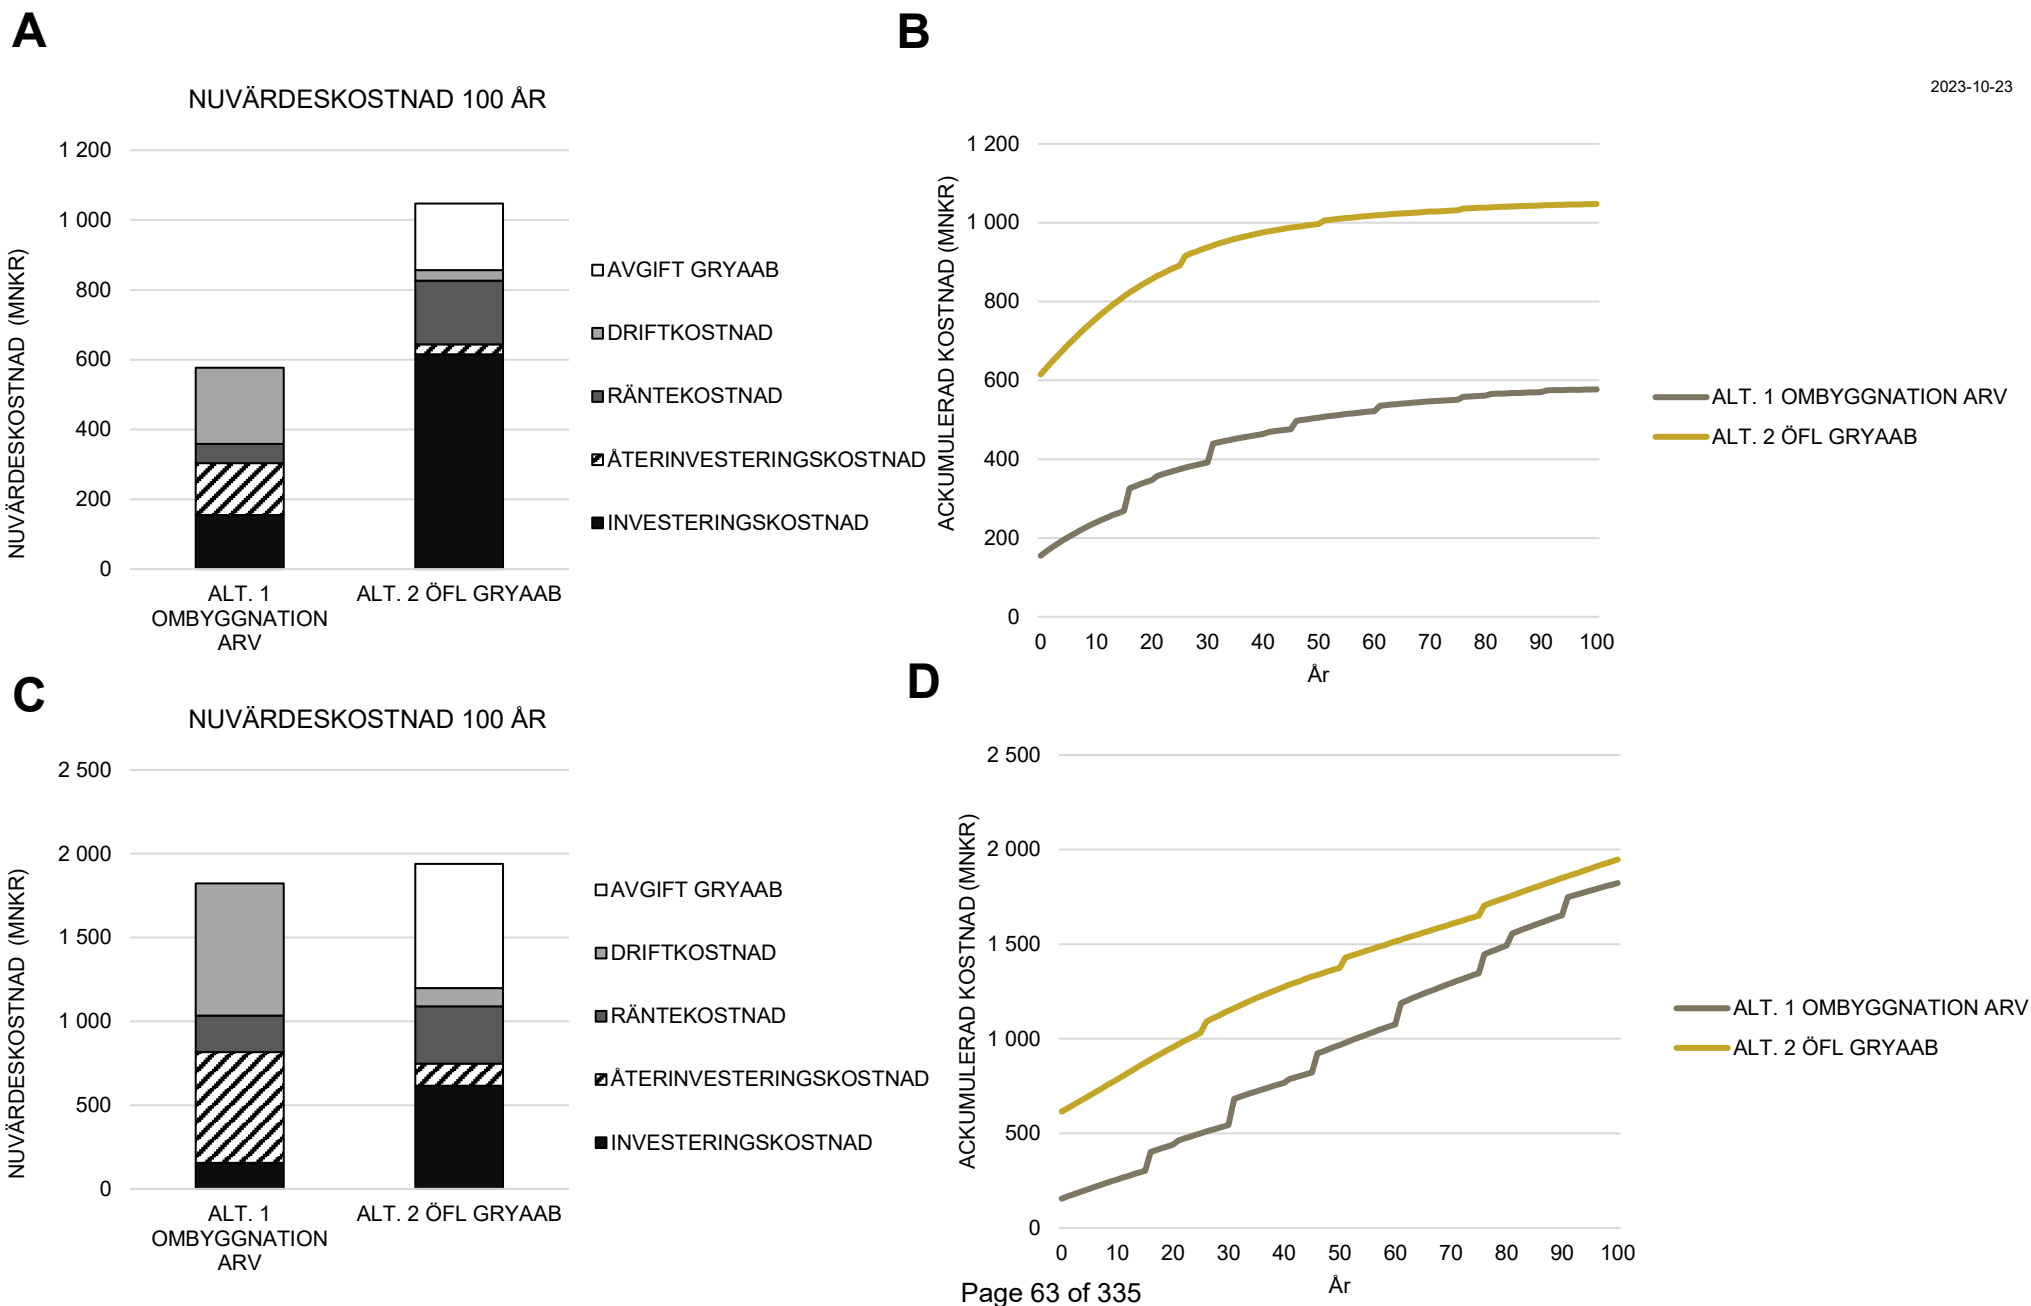 A
B
2023-10-23
NUVÄRDESKOSTNAD 100 ÅR
NUVÄRDESKOSTNAD (MNKR)
1 200
1 000
800
600
400
200
0
ALT. 1
OMBYGGNATION
ARV
ALT. 2 ÖFL GRYAAB
AVGIFT GRYAAB
DRIFTKOSTNAD
RÄNTEKOSTNAD
ÅTERINVESTERINGSKOSTNAD
INVESTERINGSKOSTNAD
ACKUMULERAD KOSTNAD (MNKR)
1 200
1 000
800
600
400
200
0
0 10 20 30 40 50 60 70 80 90 100
År
ALT. 1 OMBYGGNATION ARV
ALT. 2 ÖFL GRYAAB
C
D
NUVÄRDESKOSTNAD 100 ÅR
NUVÄRDESKOSTNAD (MNKR)
2 500
2 000
1 500
1 000
500
0
ALT. 1
OMBYGGNATION
ARV
ALT. 2 ÖFL GRYAAB
AVGIFT GRYAAB
DRIFTKOSTNAD
RÄNTEKOSTNAD
ÅTERINVESTERINGSKOSTNAD
INVESTERINGSKOSTNAD
ACKUMULERAD KOSTNAD (MNKR)
2 500
2 000
1 500
1 000
500
0
0 10 20 30 40 50 60 70 80 90 100
År
ALT. 1 OMBYGGNATION ARV
ALT. 2 ÖFL GRYAAB
Page 63 of 335